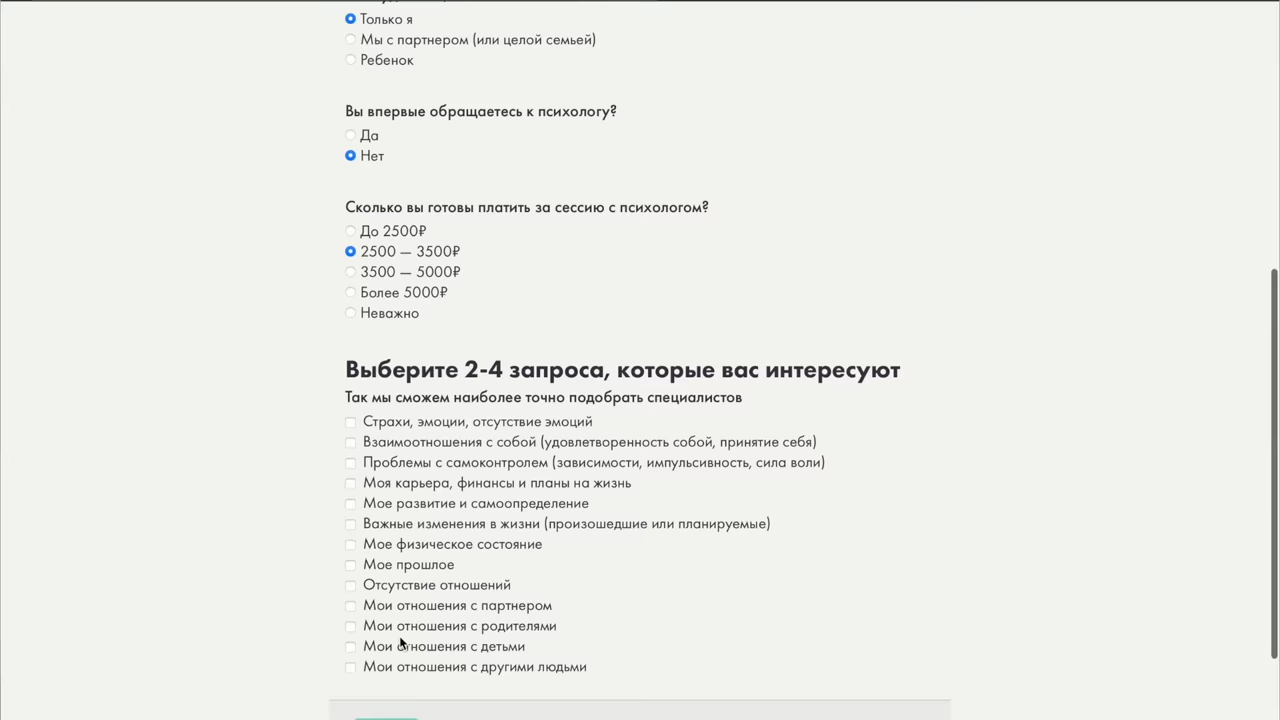 Только я
Мы с партнером (или целой семьей)
Ребенок
Вы впервые обращаетесь к психологу?
Да
Нет
Сколько вы готовы платить за сессию с психологом?
До 2500₽
2500 — 3500₽
3500 — 5000₽
Более 5000₽
Неважно
Выберите 2-4 запроса, которые вас интересуют
Так мы сможем наиболее точно подобрать специалистов
Страхи, эмоции, отсутствие эмоций
Взаимоотношения с собой (удовлетворенность собой, принятие себя)
Проблемы с самоконтролем (зависимости, импульсивность, сила воли)
Моя карьера, финансы и планы на жизнь
Мое развитие и самоопределение
Важные изменения в жизни (произошедшие или планируемые)
Мое физическое состояние
Мое прошлое
Отсутствие отношений
Мои отношения с партнером
Мои отношения с родителями
Мои отношения с детьми
Мои отношения с другими людьми